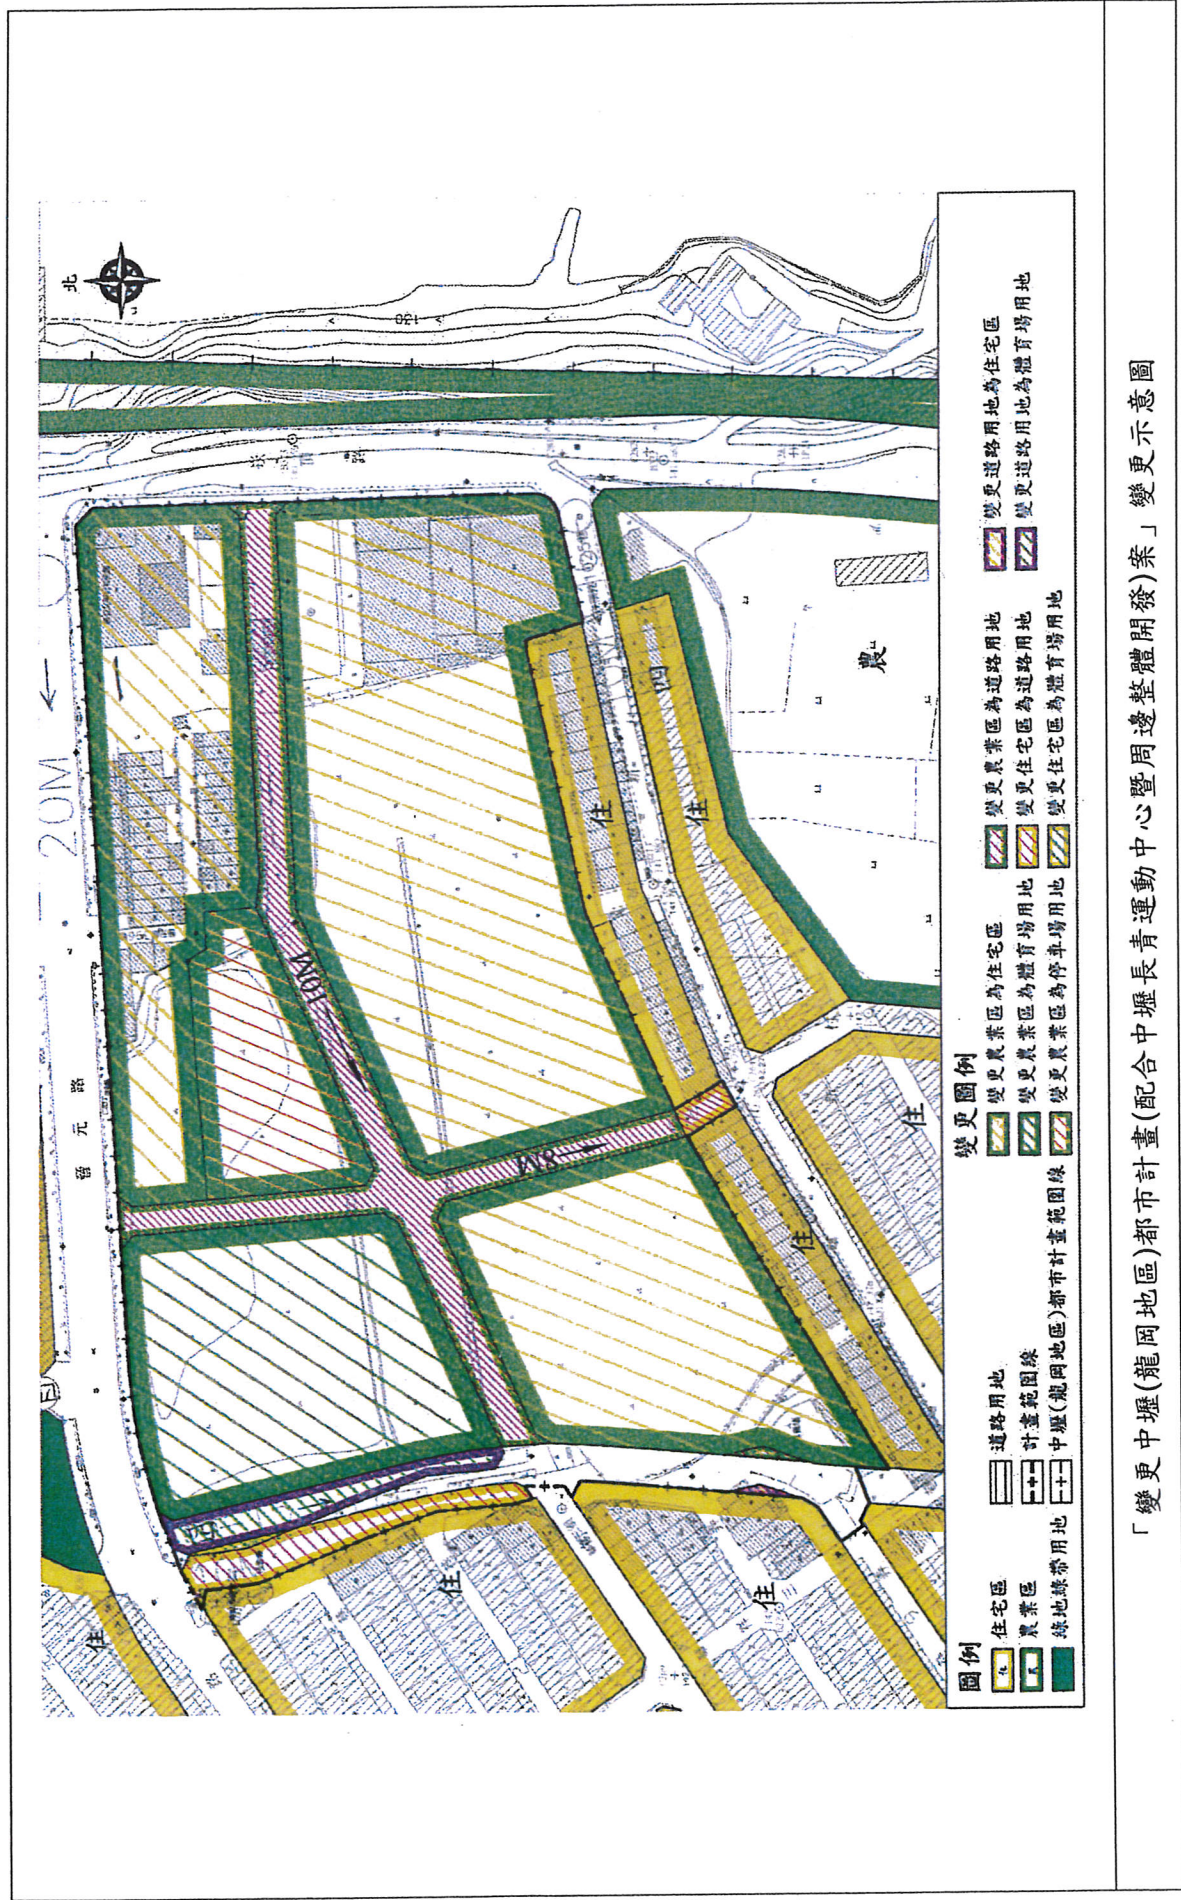 北
20M
晉元路
10M
8M
住
住
住
住
住
住
住
農
圖例
住宅區
農業區
綠地綠帶用地
道路用地
計畫範圍線
中壢(龍岡地區)都市計畫範圍線
變更圖例
變更農業區為住宅區
變更農業區為體育場用地
變更農業區為停車場用地
變更農業區為道路用地
變更住宅區為道路用地
變更住宅區為體育場用地
變更道路用地為住宅區
變更道路用地為體育場用地
「變更中壢(龍岡地區)都市計畫(配合中壢長青運動中心暨周邊整體開發)案」變更示意圖